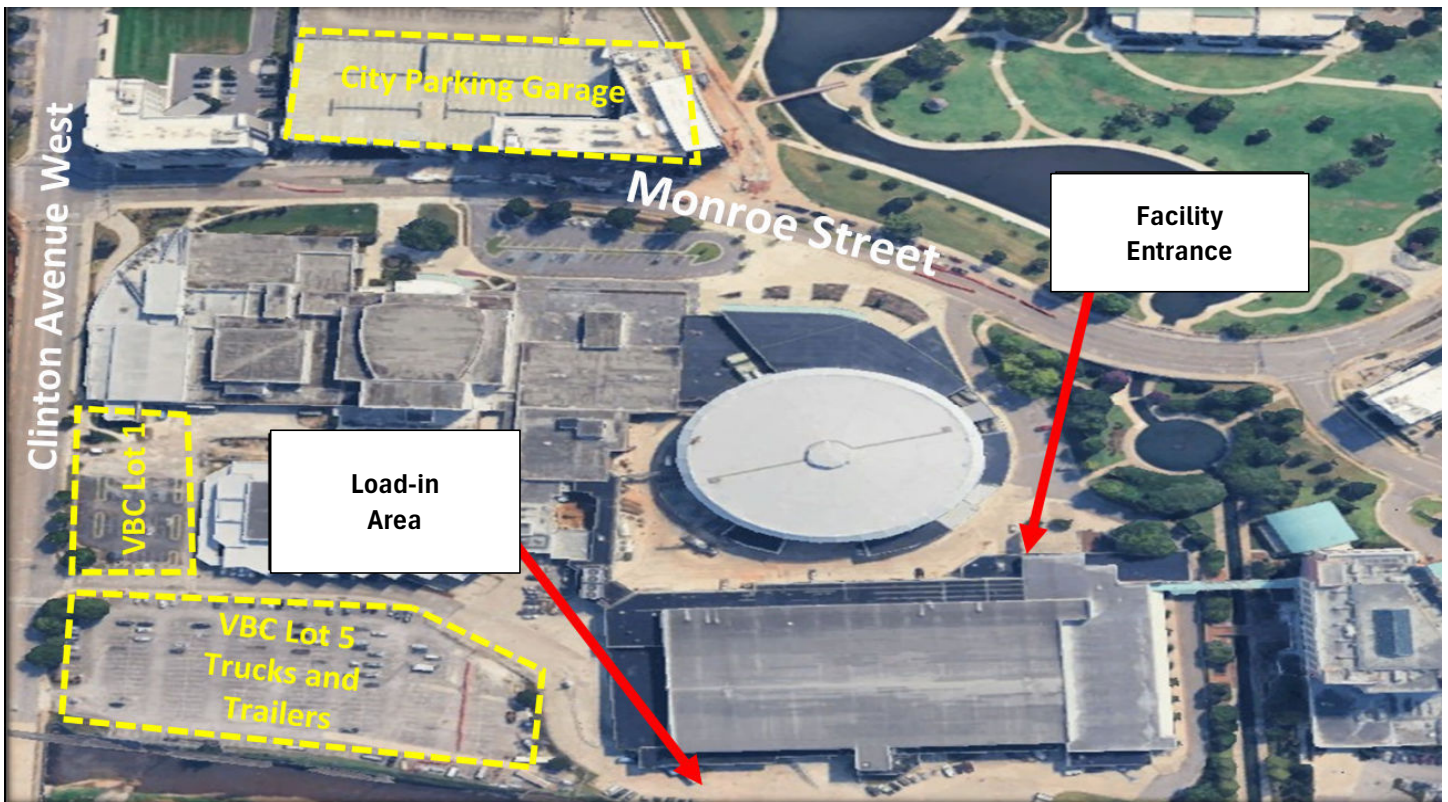 City Parking Garage
Clinton Avenue West
Monroe Street
Facility
Entrance
VBC Lot 1
Load-in
Area
VBC Lot 5
Trucks and
Trailers